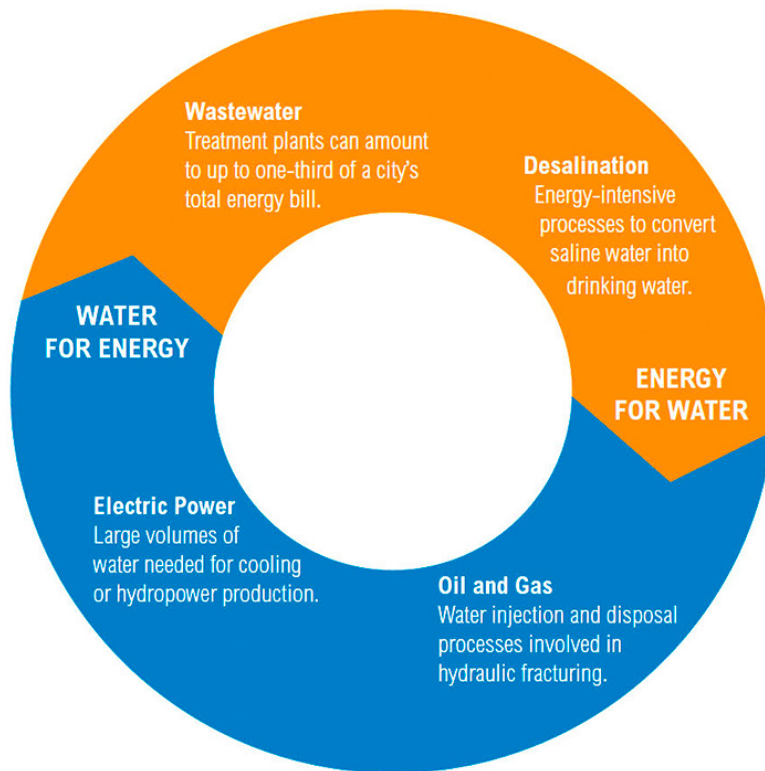 Wastewater
Treatment plants can amount
to up to one-third of a city's
total energy bill.
Desalination
Energy-intensive
processes to convert
saline water into
drinking water.
WATER
FOR ENERGY
ENERGY
FOR WATER
Electric Power
Large volumes of
water needed for cooling
or hydropower production.
Oil and Gas
Water injection and disposal
processes involved in
hydraulic fracturing.